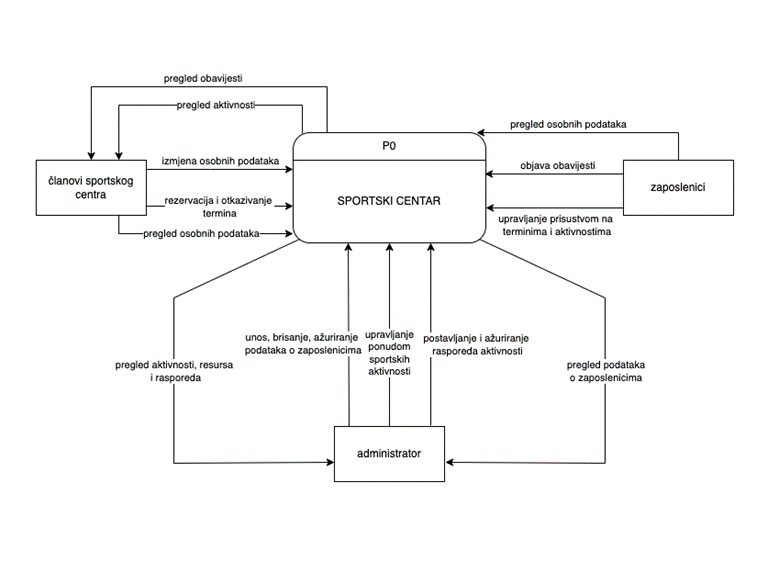 pregled obavijesti
pregled aktivnosti
pregled osobnih podataka
P0
izmjena osobnih podataka
objava obavijesti
članovi sportskog
centra
SPORTSKI CENTAR
zaposlenici
rezervacija i otkazivanje
termina
upravljanje prisustvom na
terminima i aktivnostima
pregled osobnih podataka
unos, brisanje, ažuriranje
podataka o zaposlenicima
upravljanje
ponudom
sportskih
aktivnosti
postavljanje i ažuriranje
rasporeda aktivnosti
pregled aktivnosti, resursa
i rasporeda
pregled podataka
o zaposlenicima
administrator